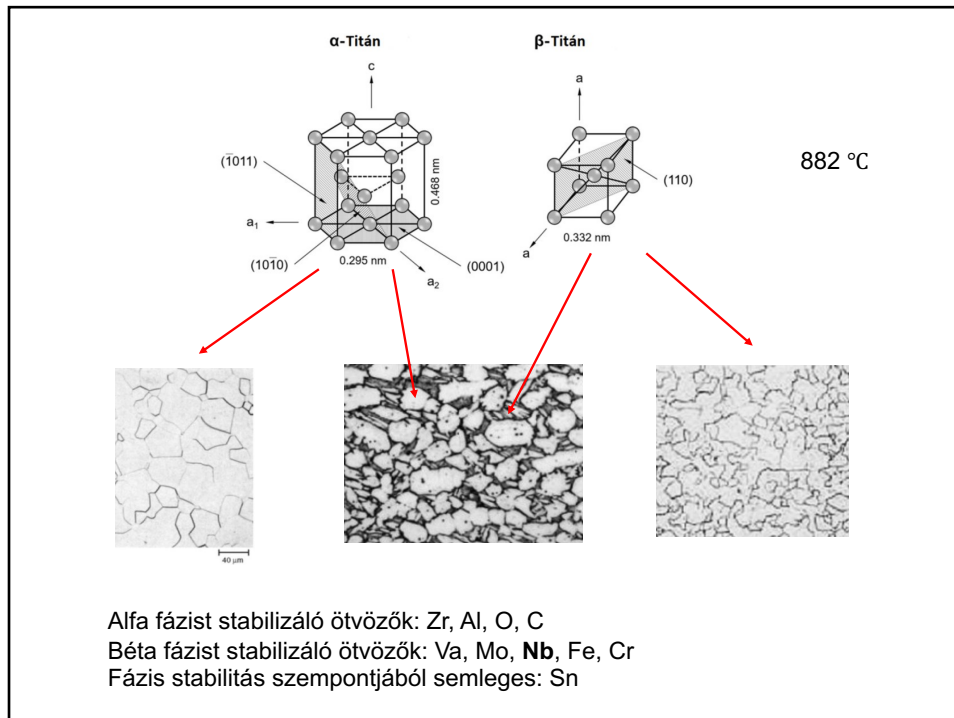 α-Titán
β-Titán
c
a
(1̅011)
0.468 nm
(110)
882 ℃
a₁
(101̅0)
0.295 nm
a₂
(0001)
a
0.332 nm
40 μm
Alfa fázist stabilizáló ötvözők: Zr, Al, O, C
Béta fázist stabilizáló ötvözők: Va, Mo, Nb, Fe, Cr
Fázis stabilitás szempontjából semleges: Sn